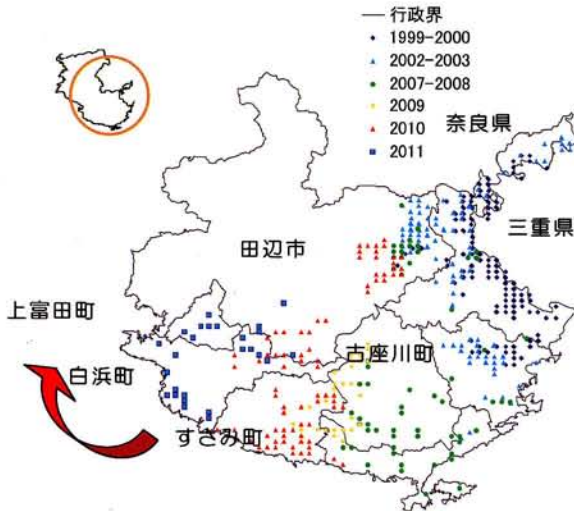 行政界
1999-2000
2002-2003
2007-2008
2009
2010
2011
奈良県
三重県
田辺市
上富田町
古座川町
白浜町
すさみ町